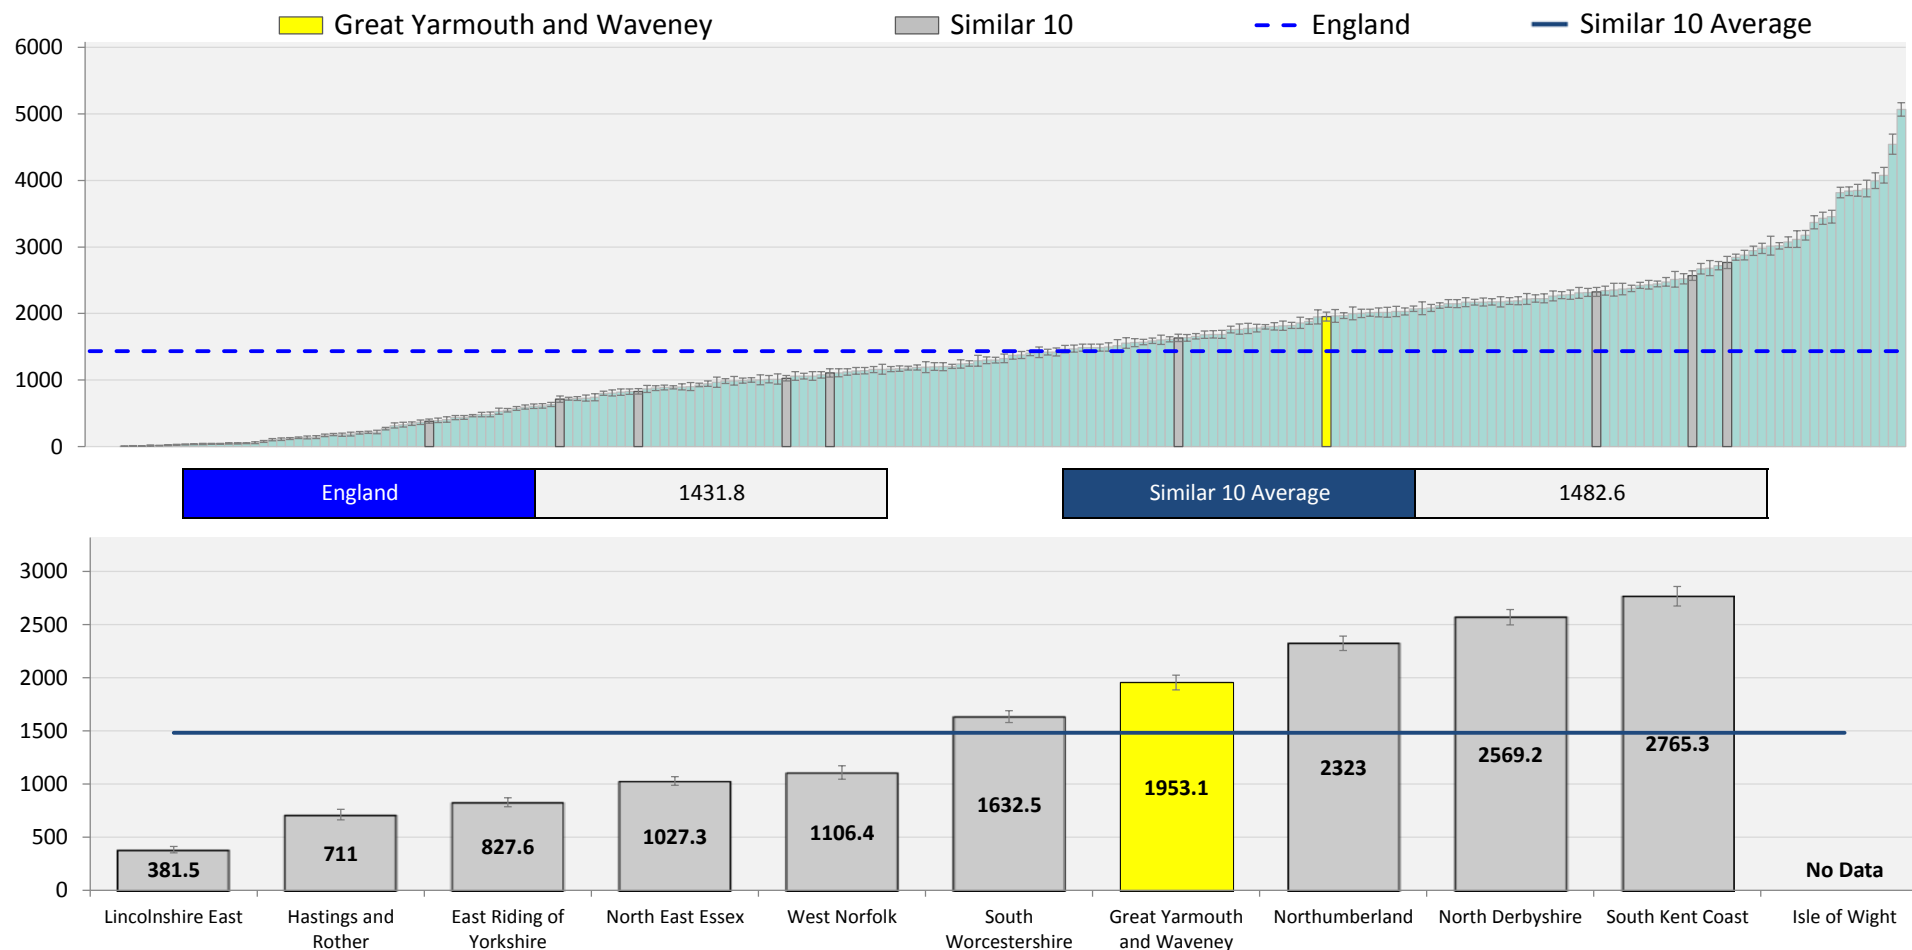 Great Yarmouth and Waveney Similar 10 England Similar 10 Average
6000
5000
4000
3000
2000
1000
0
England 1431.8 Similar 10 Average 1482.6
3000
2500
2000
1500
1000
500
0
381.5 711 827.6 1027.3 1106.4 1632.5 1953.1 2323 2569.2 2765.3 No Data
Lincolnshire East Hastings and East Riding of North East Essex West Norfolk South Great Yarmouth Northumberland North Derbyshire South Kent Coast Isle of Wight
Rother Yorkshire Worcestershire and Waveney